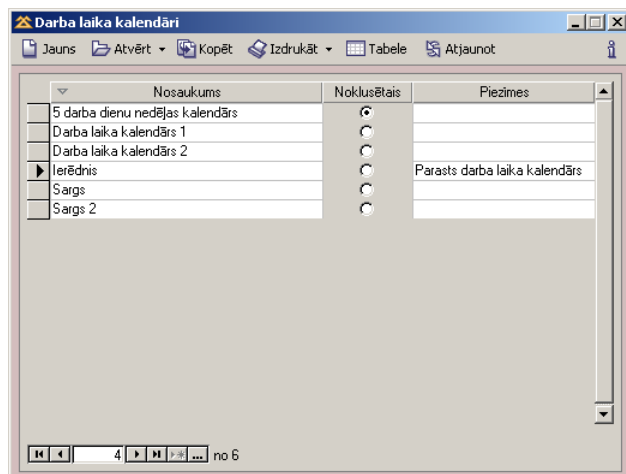 Darba laika kalendāri
Jauns Atvērt Kopēt Izdrukāt Tabele Atjaunot
Nosaukums Noklusētais Piezīmes
5 darba dienu nedēļas kalendārs
Darba laika kalendārs 1
Darba laika kalendārs 2
Ierēdnis Parasts darba laika kalendārs
Sargs
Sargs 2
4 ... no 6